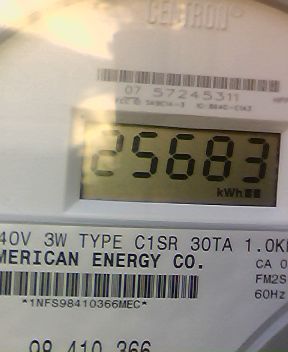 CELTRON
07 57245311
25683
kWh
40V 3W TYPE C1SR 30TA 1.0K
MERICAN ENERGY CO.
CA 0
FM2S
60Hz
*1NFS98410366MEC*
98 410 366